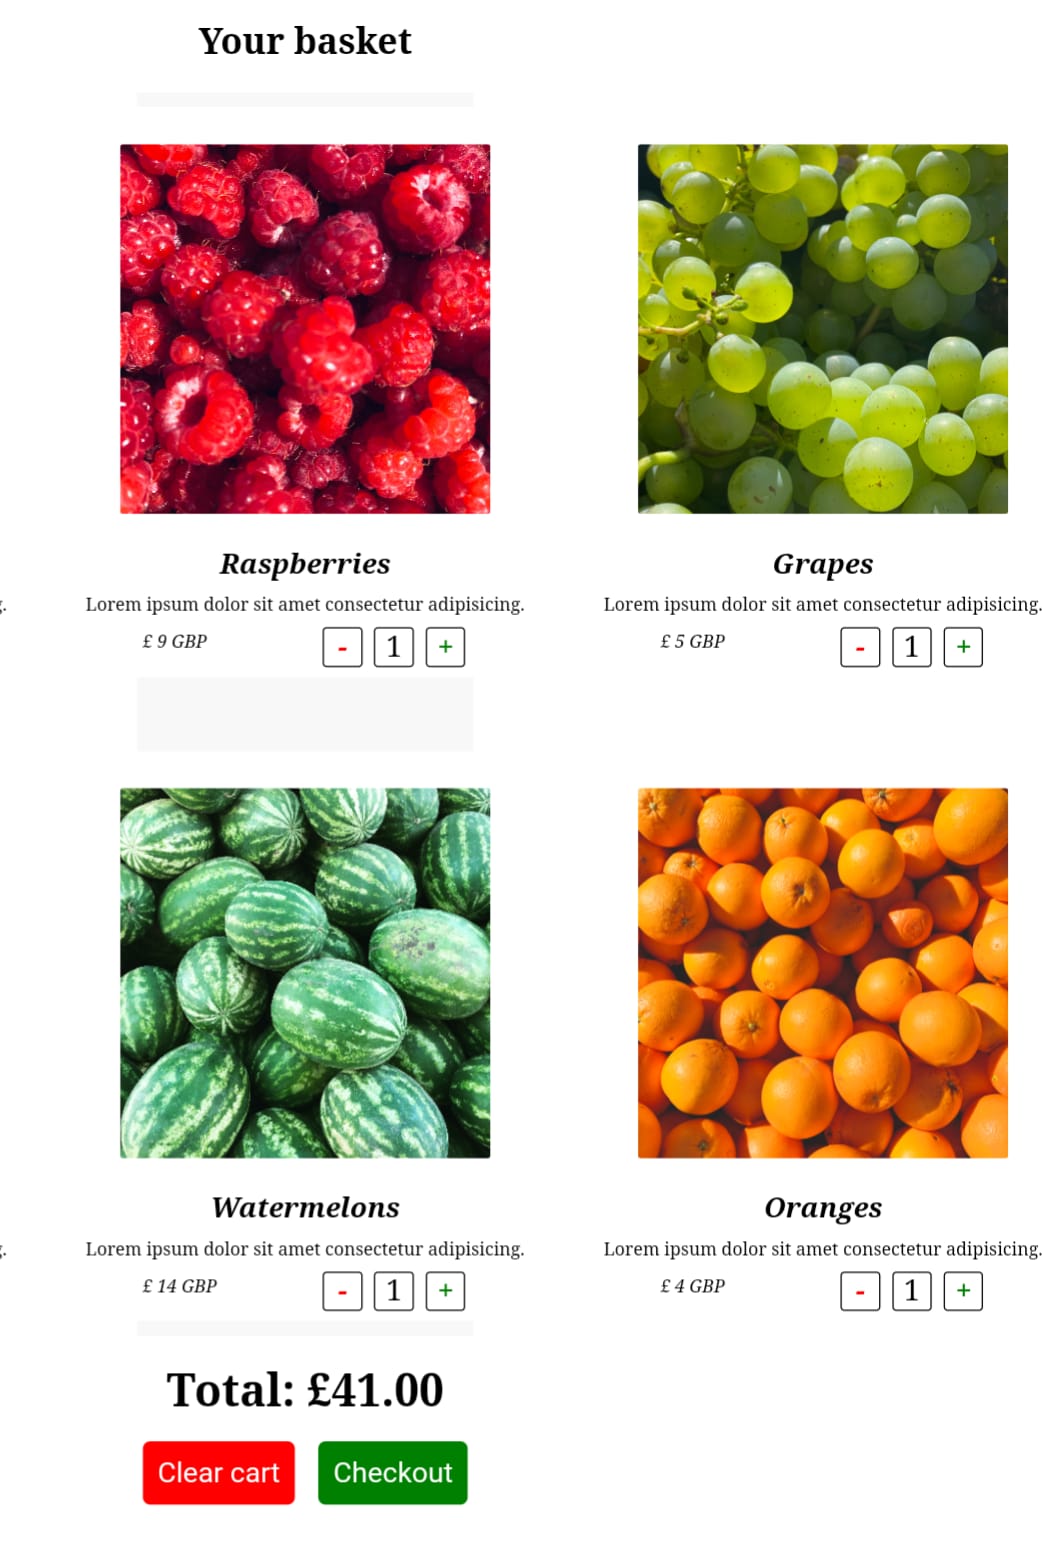 Your basket
Raspberries
Lorem ipsum dolor sit amet consectetur adipisicing.
£ 9 GBP
- 1 +
Grapes
Lorem ipsum dolor sit amet consectetur adipisicing.
£ 5 GBP
- 1 +
Watermelons
Lorem ipsum dolor sit amet consectetur adipisicing.
£ 14 GBP
- 1 +
Oranges
Lorem ipsum dolor sit amet consectetur adipisicing.
£ 4 GBP
- 1 +
Total: £41.00
Clear cart
Checkout